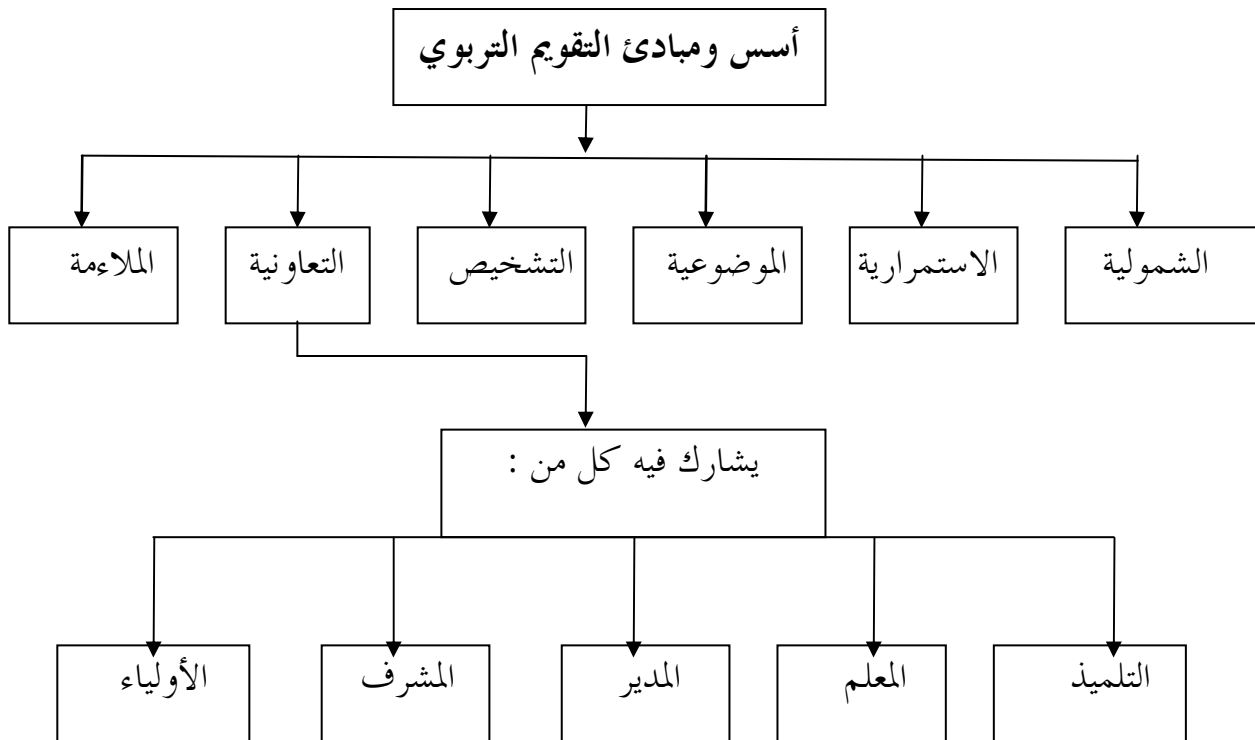 أسس ومبادئ التقويم التربوي
الشمولية
الاستمرارية
الموضوعية
التشخيص
التعاونية
الملاءمة
يشارك فيه كل من :
التلميذ
المعلم
المدير
المشرف
الأولياء